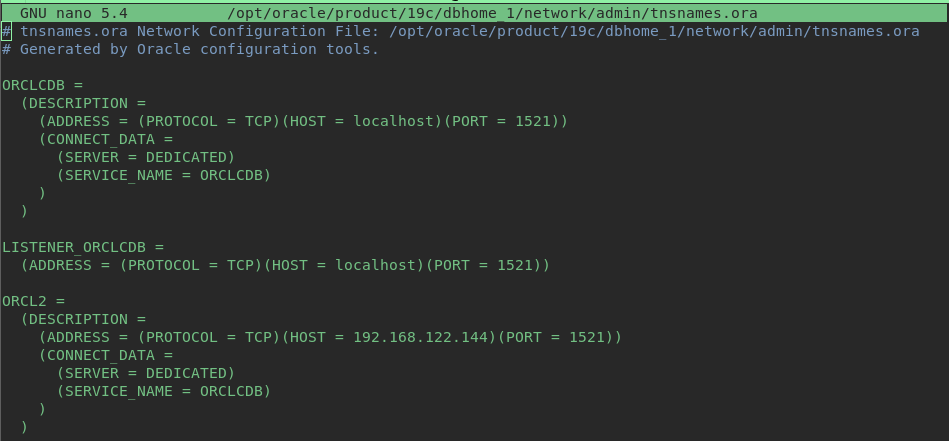 GNU nano 5.4 /opt/oracle/product/19c/dbhome_1/network/admin/tnsnames.ora
# tnsnames.ora Network Configuration File: /opt/oracle/product/19c/dbhome_1/network/admin/tnsnames.ora
# Generated by Oracle configuration tools.

ORCLCDB =
  (DESCRIPTION =
    (ADDRESS = (PROTOCOL = TCP)(HOST = localhost)(PORT = 1521))
    (CONNECT_DATA =
      (SERVER = DEDICATED)
      (SERVICE_NAME = ORCLCDB)
    )
  )

LISTENER_ORCLCDB =
  (ADDRESS = (PROTOCOL = TCP)(HOST = localhost)(PORT = 1521))

ORCL2 =
  (DESCRIPTION =
    (ADDRESS = (PROTOCOL = TCP)(HOST = 192.168.122.144)(PORT = 1521))
    (CONNECT_DATA =
      (SERVER = DEDICATED)
      (SERVICE_NAME = ORCLCDB)
    )
  )